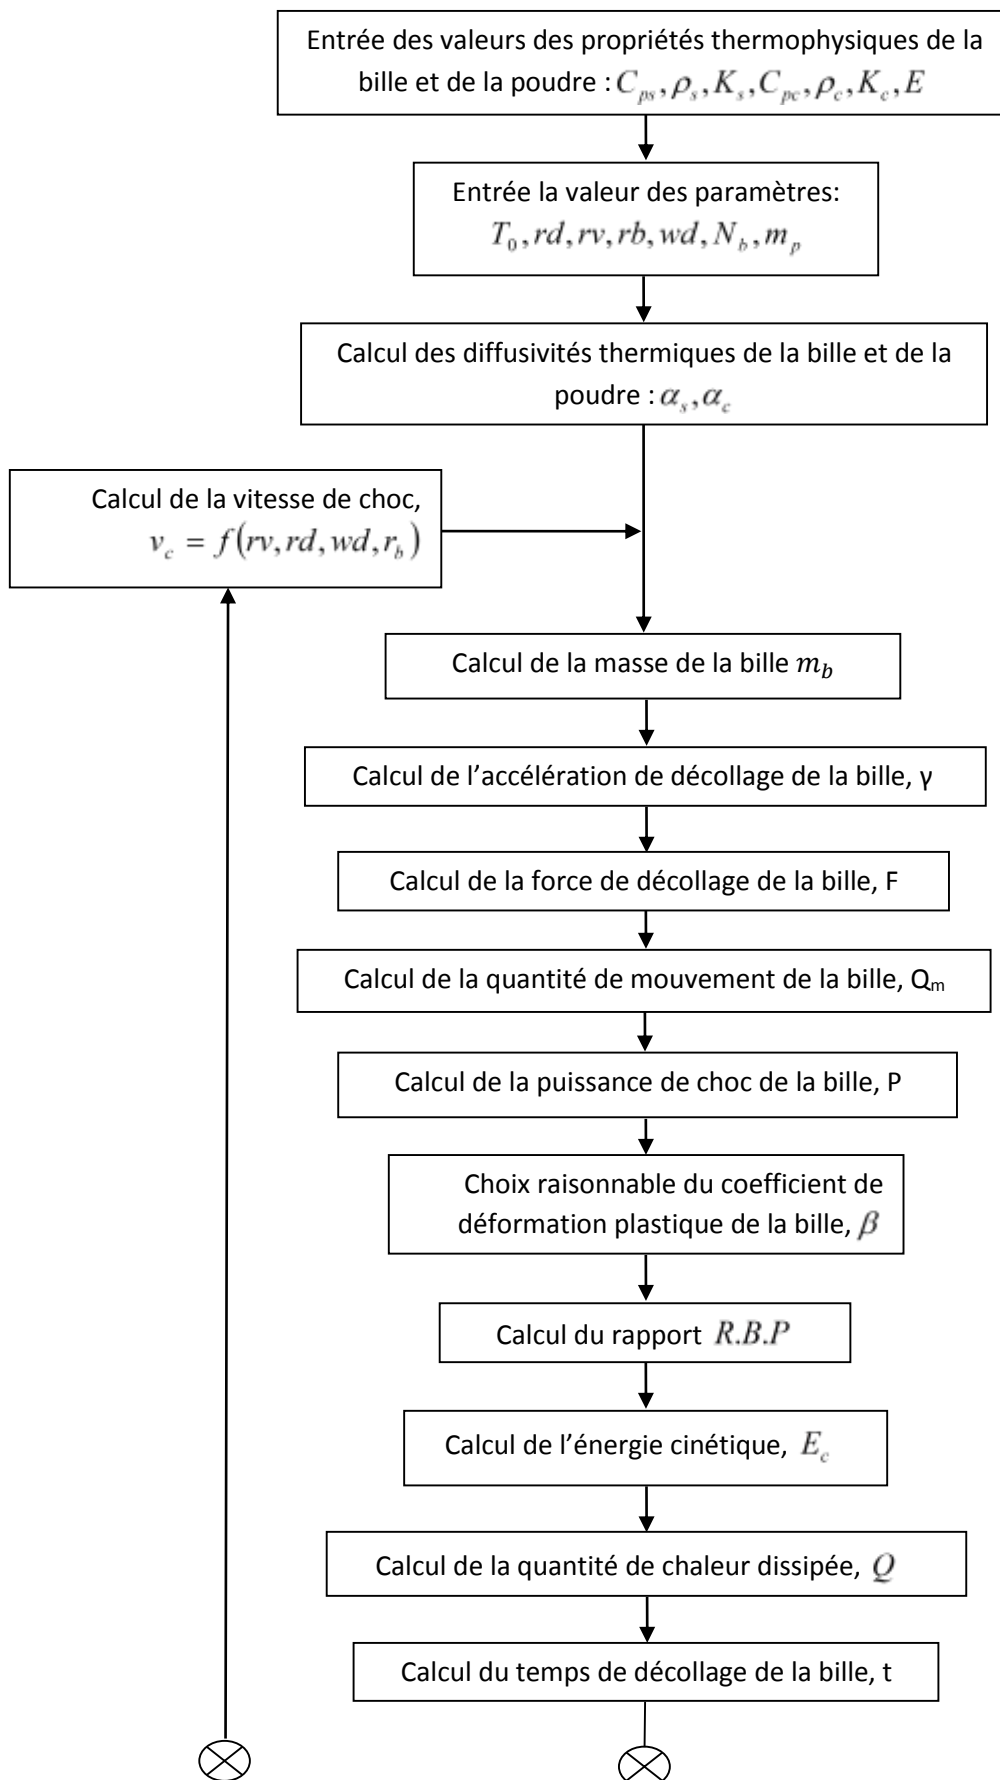 Entrée des valeurs des propriétés thermophysiques de la
bille et de la poudre : C_ps, ρ_s, K_s, C_pc, ρ_c, K_c, E
Entrée la valeur des paramètres:
T_0, rd, rv, rb, wd, N_b, m_p
Calcul des diffusivités thermiques de la bille et de la
poudre : α_s, α_c
Calcul de la vitesse de choc,
v_c = f(rv, rd, wd, r_b)
Calcul de la masse de la bille m_b
Calcul de l’accélération de décollage de la bille, γ
Calcul de la force de décollage de la bille, F
Calcul de la quantité de mouvement de la bille, Q_m
Calcul de la puissance de choc de la bille, P
Choix raisonnable du coefficient de
déformation plastique de la bille, β
Calcul du rapport R.B.P
Calcul de l’énergie cinétique, E_c
Calcul de la quantité de chaleur dissipée, Q
Calcul du temps de décollage de la bille, t